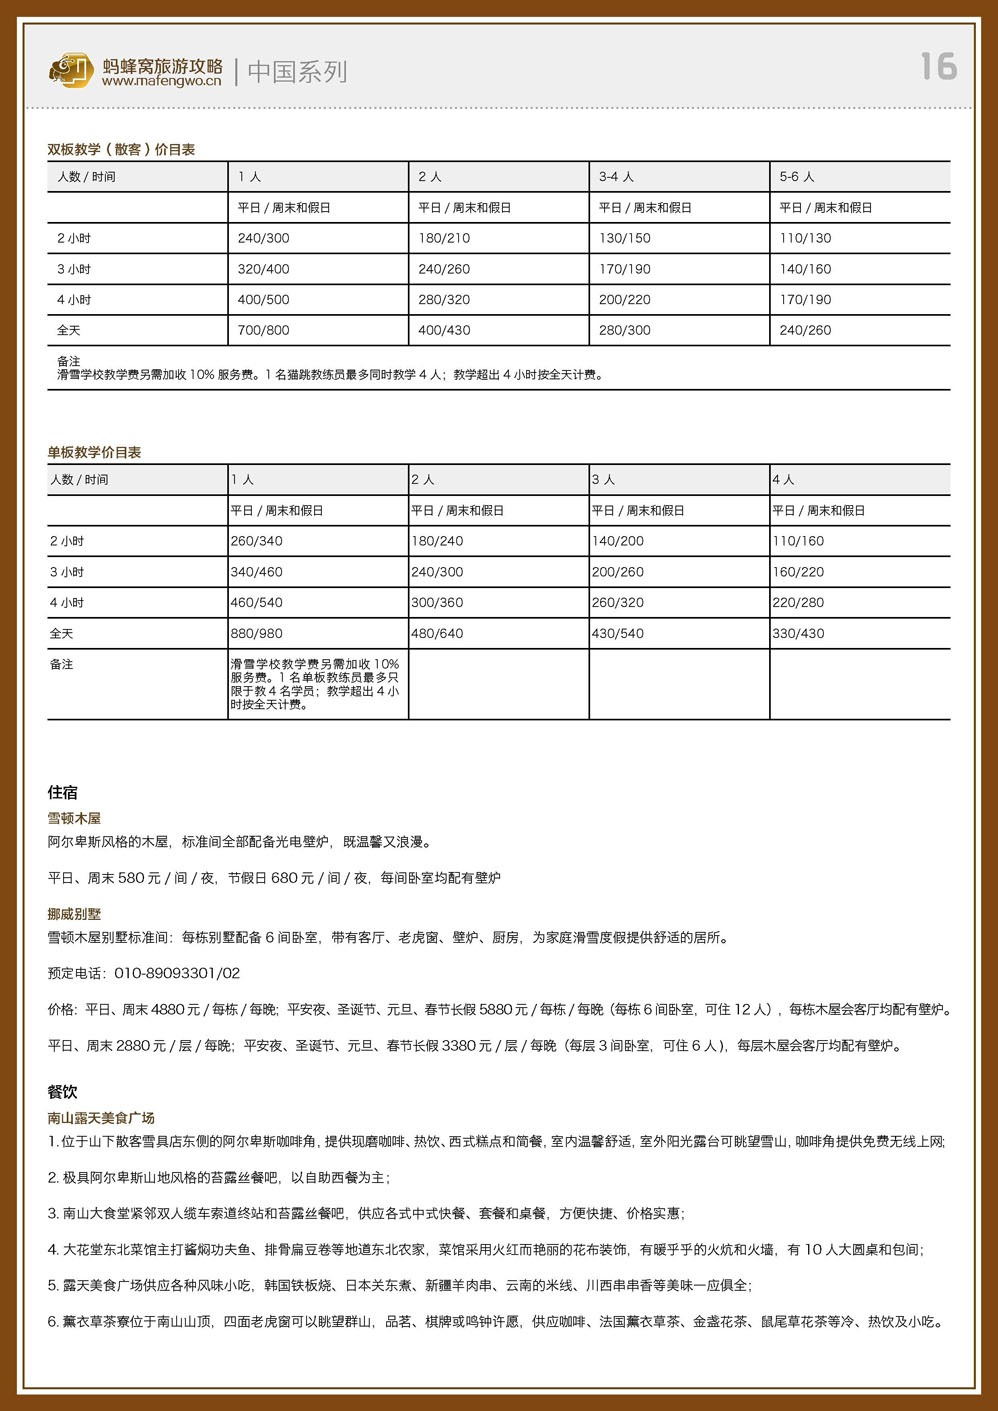 蚂蜂窝旅游攻略
www.mafengwo.cn
中国系列
16
双板教学（散客）价目表
人数 / 时间 1 人 2 人 3-4 人 5-6 人
平日 / 周末和假日 平日 / 周末和假日 平日 / 周末和假日 平日 / 周末和假日
2 小时 240/300 180/210 130/150 110/130
3 小时 320/400 240/260 170/190 140/160
4 小时 400/500 280/320 200/220 170/190
全天 700/800 400/430 280/300 240/260
备注
滑雪学校教学费另需加收 10% 服务费。1 名猫跳教练员最多同时教学 4 人；教学超出 4 小时按全天计费。
单板教学价目表
人数 / 时间 1 人 2 人 3 人 4 人
平日 / 周末和假日 平日 / 周末和假日 平日 / 周末和假日 平日 / 周末和假日
2 小时 260/340 180/240 140/200 110/160
3 小时 340/460 240/300 200/260 160/220
4 小时 460/540 300/360 260/320 220/280
全天 880/980 480/640 430/540 330/430
备注 滑雪学校教学费另需加收 10%
服务费。1 名单板教练员最多只
限于教 4 名学员；教学超出 4 小
时按全天计费。
住宿
雪顿木屋
阿尔卑斯风格的木屋，标准间全部配备光电壁炉，既温馨又浪漫。
平日、周末 580 元 / 间 / 夜，节假日 680 元 / 间 / 夜，每间卧室均配有壁炉
挪威别墅
雪顿木屋别墅标准间：每栋别墅配备 6 间卧室，带有客厅、老虎窗、壁炉、厨房，为家庭滑雪度假提供舒适的居所。
预定电话：010-89093301/02
价格：平日、周末 4880 元 / 每栋 / 每晚；平安夜、圣诞节、元旦、春节长假 5880 元 / 每栋 / 每晚（每栋 6 间卧室，可住 12 人），每栋木屋会客厅均配有壁炉。
平日、周末 2880 元 / 层 / 每晚；平安夜、圣诞节、元旦、春节长假 3380 元 / 层 / 每晚（每层 3 间卧室，可住 6 人 )，每层木屋会客厅均配有壁炉。
餐饮
南山露天美食广场
1. 位于山下散客雪具店东侧的阿尔卑斯咖啡角，提供现磨咖啡、热饮、西式糕点和简餐，室内温馨舒适，室外阳光露台可眺望雪山，咖啡角提供免费无线上网；
2. 极具阿尔卑斯山地风格的苔露丝餐吧，以自助西餐为主；
3. 南山大食堂紧邻双人缆车索道终站和苔露丝餐吧，供应各式中式快餐、套餐和桌餐，方便快捷、价格实惠；
4. 大花堂东北菜馆主打酱焖功夫鱼、排骨扁豆卷等地道东北农家，菜馆采用火红而艳丽的花布装饰，有暖乎乎的火炕和火墙，有 10 人大圆桌和包间；
5. 露天美食广场供应各种风味小吃，韩国铁板烧、日本关东煮、新疆羊肉串、云南的米线、川西串串香等美味一应俱全；
6. 薰衣草茶寮位于南山山顶，四面老虎窗可以眺望群山，品茗、棋牌或鸣钟许愿，供应咖啡、法国薰衣草茶、金盏花茶、鼠尾草花茶等冷、热饮及小吃。